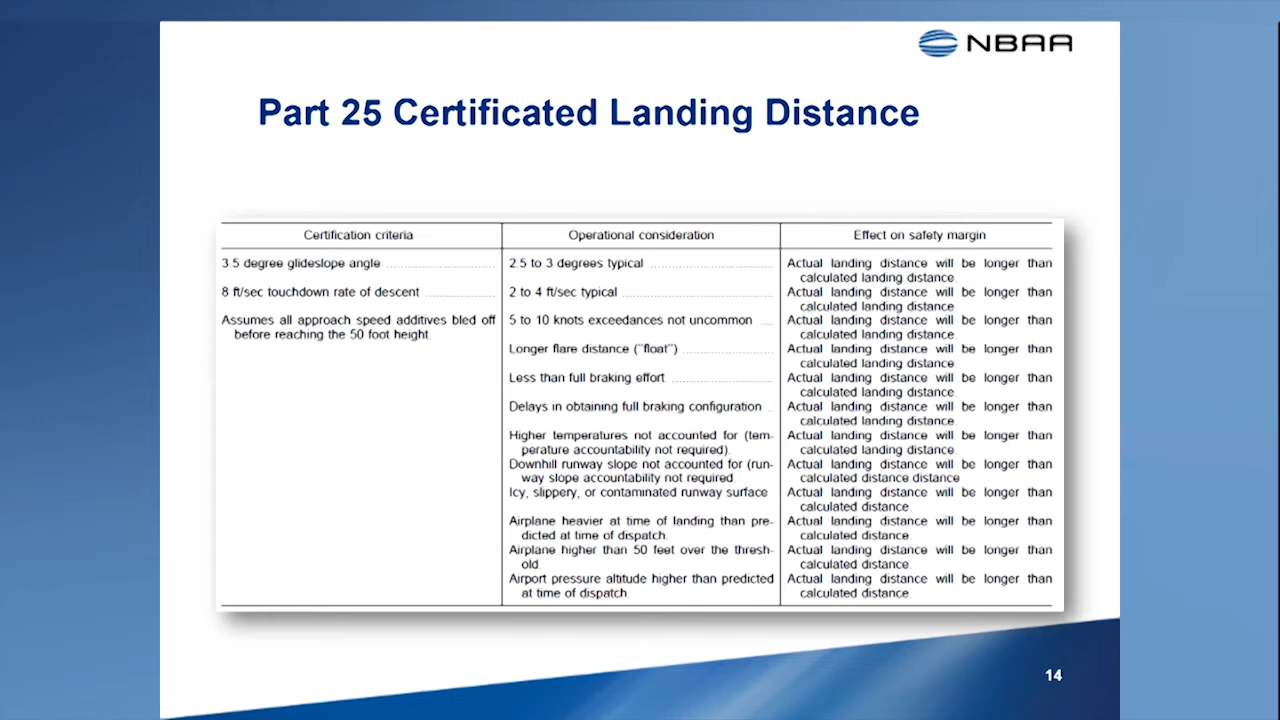 NBAA
Part 25 Certificated Landing Distance
Certification criteria Operational consideration Effect on safety margin
3.5 degree glideslope angle 2.5 to 3 degrees typical Actual landing distance will be longer than
calculated landing distance.
8 ft/sec touchdown rate of descent 2 to 4 ft/sec typical Actual landing distance will be longer than
calculated landing distance.
Assumes all approach speed additives bled off 5 to 10 knots exceedances not uncommon Actual landing distance will be longer than
before reaching the 50 foot height. calculated landing distance.
Longer flare distance (''float'') Actual landing distance will be longer than
calculated landing distance.
Less than full braking effort Actual landing distance will be longer than
calculated landing distance.
Delays in obtaining full braking configuration Actual landing distance will be longer than
calculated landing distance.
Higher temperatures not accounted for (tem- Actual landing distance will be longer than
perature accountability not required). calculated landing distance.
Downhill runway slope not accounted for (run- Actual landing distance will be longer than
way slope accountability not required. calculated distance.distance
Icy, slippery, or contaminated runway surface Actual landing distance will be longer than
calculated distance.
Airplane heavier at time of landing than pre- Actual landing distance will be longer than
dicted at time of dispatch. calculated distance.
Airplane higher than 50 feet over the thresh- Actual landing distance will be longer than
old. calculated distance.
Airport pressure altitude higher than predicted Actual landing distance will be longer than
at time of dispatch. calculated distance.
14